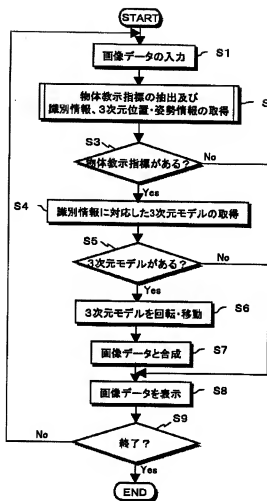 START
画像データの入力 S1
物体教示指標の抽出及び
識別情報、3次元位置・姿勢情報の取得
S3
物体教示指標がある? No
Yes
S4
識別情報に対応した3次元モデルの取得
S5
3次元モデルがある? No
Yes
3次元モデルを回転・移動 S6
画像データと合成 S7
画像データを表示 S8
S9
No 終了?
Yes
END